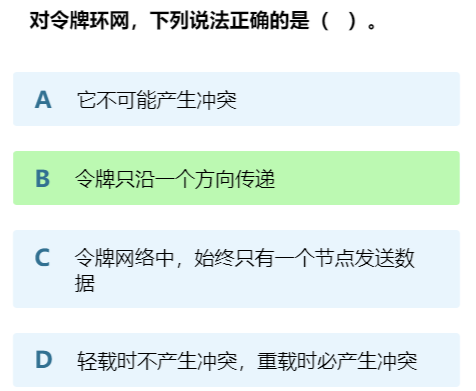 对令牌环网，下列说法正确的是（  ）。
A 它不可能产生冲突
B 令牌只沿一个方向传递
C 令牌网络中，始终只有一个节点发送数
据
D 轻载时不产生冲突，重载时必产生冲突